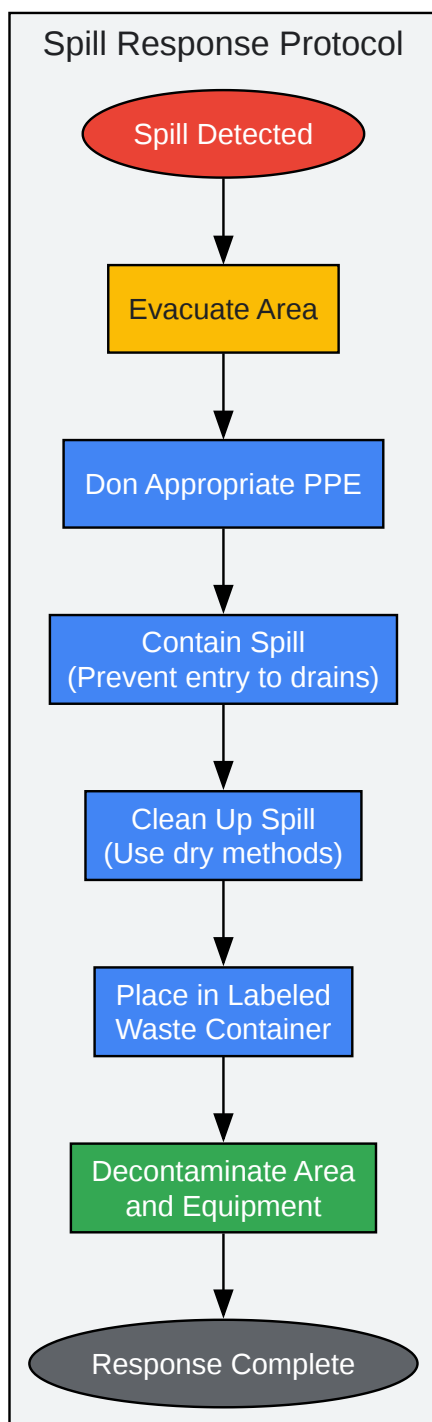 Spill Response Protocol
Spill Detected
Evacuate Area
Don Appropriate PPE
Contain Spill
(Prevent entry to drains)
Clean Up Spill
(Use dry methods)
Place in Labeled
Waste Container
Decontaminate Area
and Equipment
Response Complete